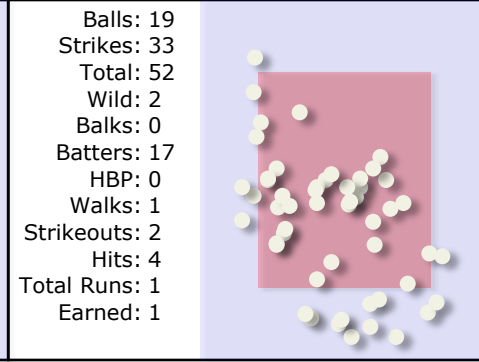 Balls: 19
Strikes: 33
Total: 52
Wild: 2
Balks: 0
Batters: 17
HBP: 0
Walks: 1
Strikeouts: 2
Hits: 4
Total Runs: 1
Earned: 1